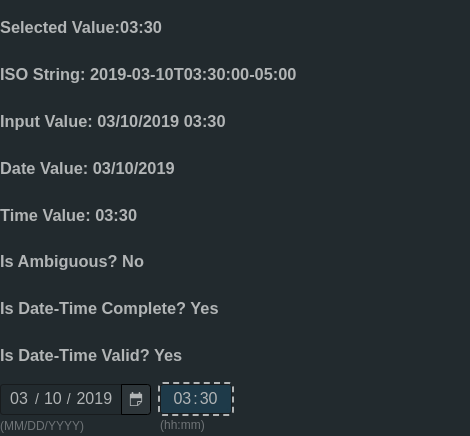 Selected Value:03:30
ISO String: 2019-03-10T03:30:00-05:00
Input Value: 03/10/2019 03:30
Date Value: 03/10/2019
Time Value: 03:30
Is Ambiguous? No
Is Date-Time Complete? Yes
Is Date-Time Valid? Yes
03 / 10 / 2019 03:30
(MM/DD/YYYY) (hh:mm)